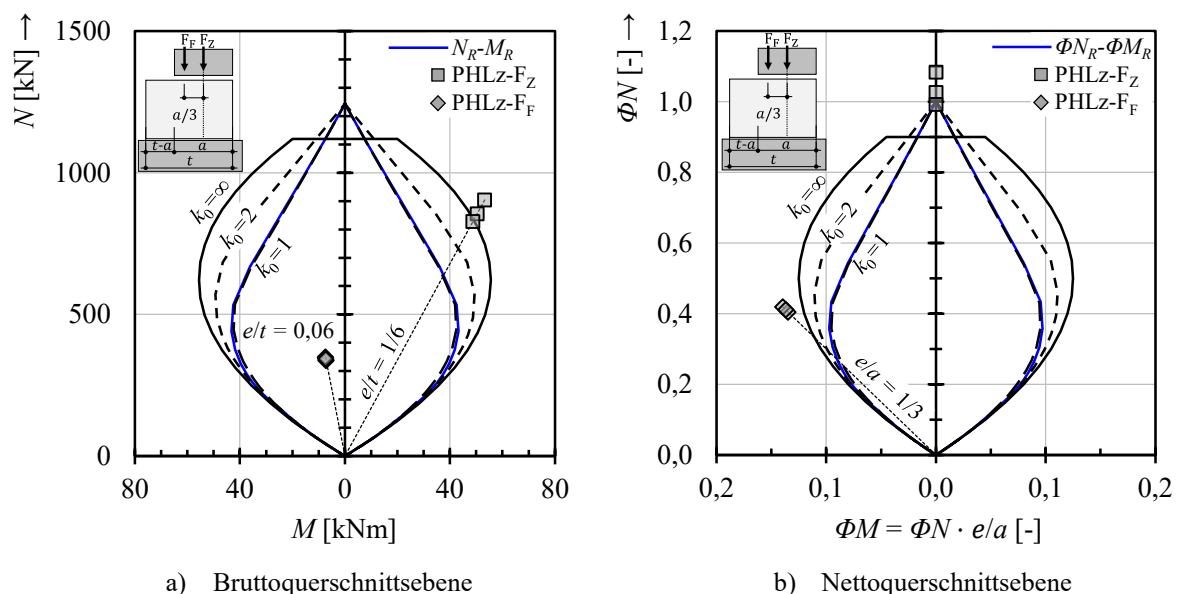 N [kN] →
1500
1000
500
0
80
40
0
40
80
M [kNm]
F_F F_Z
a/3
t-a a
t
N_R-M_R
PHLz-F_Z
PHLz-F_F
k_0=∞
k_0=2
k_0=1
e/t = 0,06
e/t = 1/6
a) Bruttoquerschnittsebene
ΦN [-] →
1,2
1,0
0,8
0,6
0,4
0,2
0,0
0,2
0,1
0,0
0,1
0,2
ΦM = ΦN · e/a [-]
F_F F_Z
a/3
t-a a
t
ΦN_R-ΦM_R
PHLz-F_Z
PHLz-F_F
k_0=∞
k_0=2
k_0=1
e/a = 1/3
b) Nettoquerschnittsebene